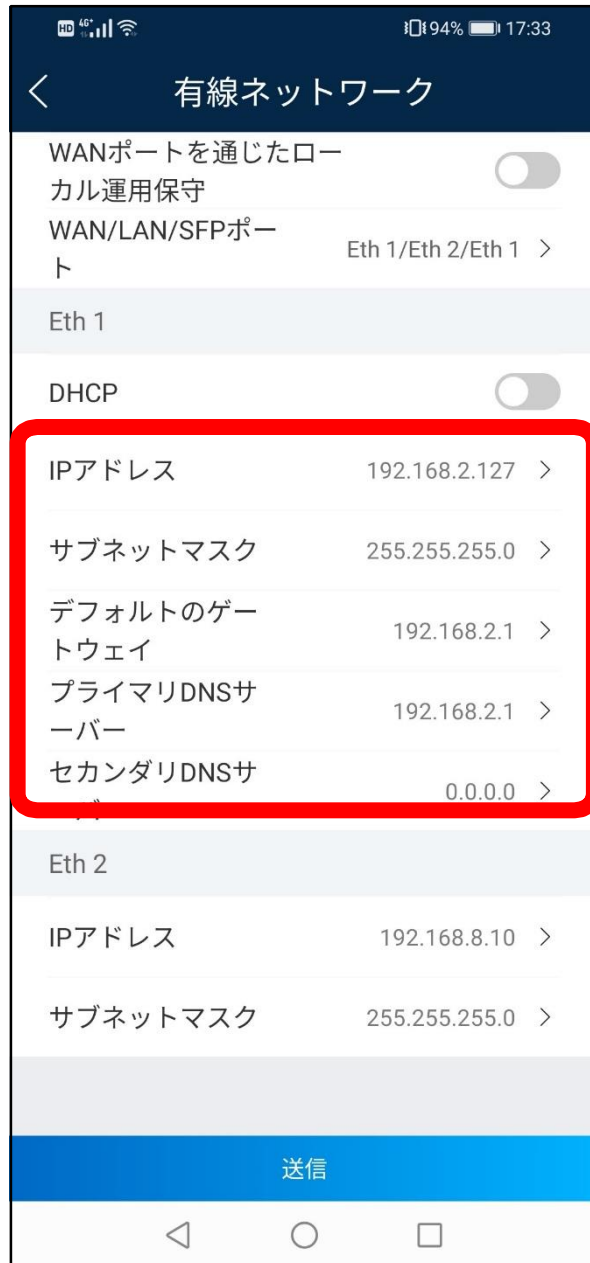 HD 4G+ 94% 17:33
有線ネットワーク
WANポートを通じたロー
カル運用保守
WAN/LAN/SFPポー
ト
Eth 1/Eth 2/Eth 1
Eth 1
DHCP
IPアドレス 192.168.2.127
サブネットマスク 255.255.255.0
デフォルトのゲー
トウェイ
192.168.2.1
プライマリDNSサ
ーバー
192.168.2.1
セカンダリDNSサ
0.0.0.0
Eth 2
IPアドレス 192.168.8.10
サブネットマスク 255.255.255.0
送信